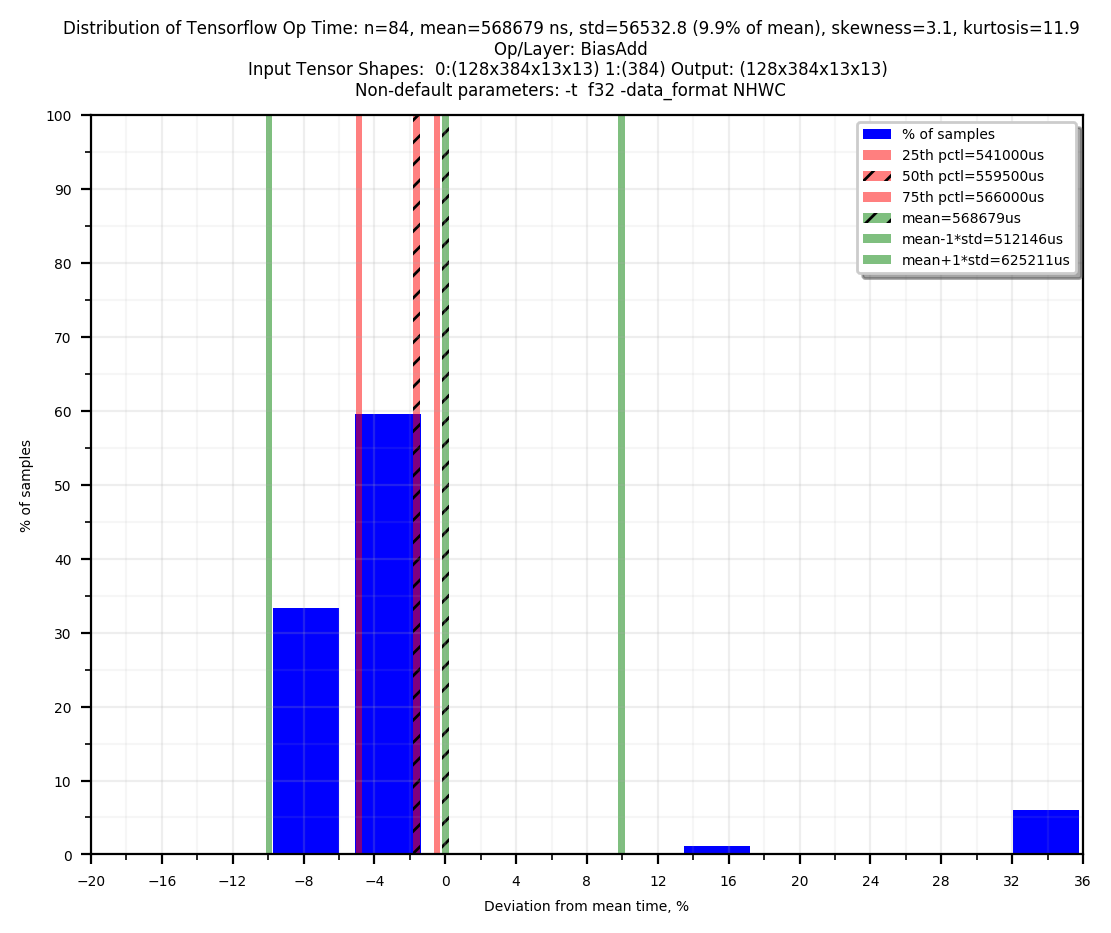 Distribution of Tensorflow Op Time: n=84, mean=568679 ns, std=56532.8 (9.9% of mean), skewness=3.1, kurtosis=11.9
Op/Layer: BiasAdd
Input Tensor Shapes:  0:(128x384x13x13) 1:(384) Output: (128x384x13x13)
Non-default parameters: -t  f32 -data_format NHWC
% of samples
25th pctl=541000us
50th pctl=559500us
75th pctl=566000us
mean=568679us
mean-1*std=512146us
mean+1*std=625211us
100
90
80
70
60
50
40
30
20
10
0
% of samples
−20 −16 −12 −8 −4 0 4 8 12 16 20 24 28 32 36
Deviation from mean time, %